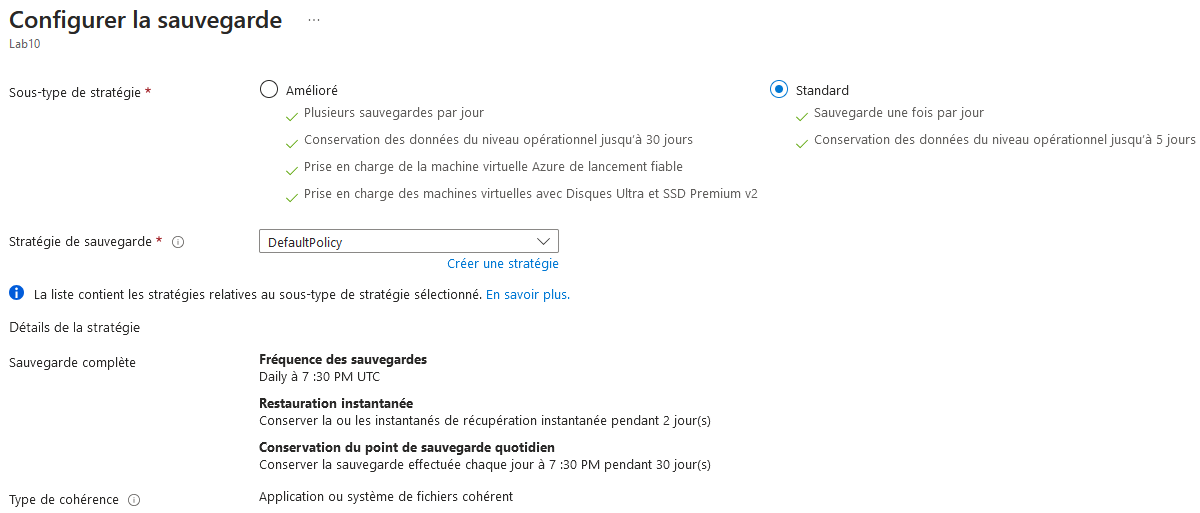 Configurer la sauvegarde ...
Lab10
Sous-type de stratégie *
Amélioré
Plusieurs sauvegardes par jour
Conservation des données du niveau opérationnel jusqu'à 30 jours
Prise en charge de la machine virtuelle Azure de lancement fiable
Prise en charge des machines virtuelles avec Disques Ultra et SSD Premium v2
Standard
Sauvegarde une fois par jour
Conservation des données du niveau opérationnel jusqu'à 5 jours
Stratégie de sauvegarde *
DefaultPolicy
Créer une stratégie
La liste contient les stratégies relatives au sous-type de stratégie sélectionné. En savoir plus.
Détails de la stratégie
Sauvegarde complète
Fréquence des sauvegardes
Daily à 7 :30 PM UTC
Restauration instantanée
Conserver la ou les instantanés de récupération instantanée pendant 2 jour(s)
Conservation du point de sauvegarde quotidien
Conserver la sauvegarde effectuée chaque jour à 7 :30 PM pendant 30 jour(s)
Type de cohérence
Application ou système de fichiers cohérent